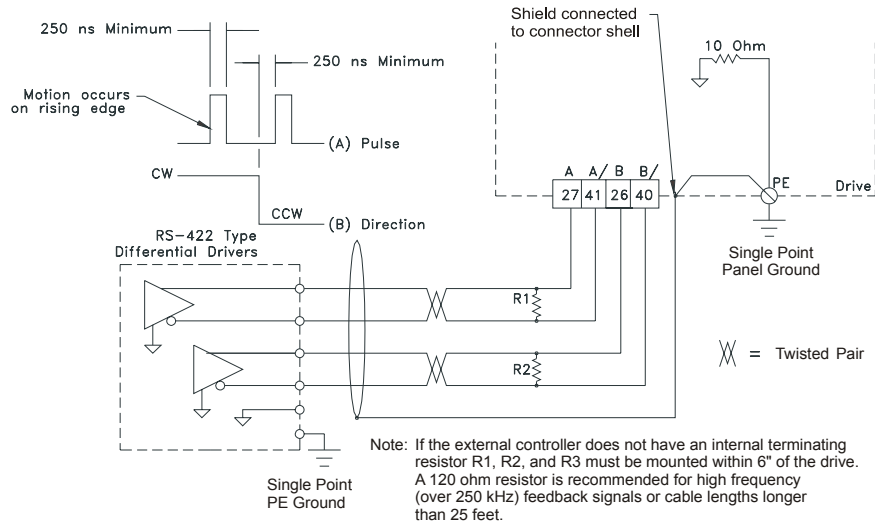 250 ns Minimum
250 ns Minimum
Motion occurs
on rising edge
(A) Pulse
CW
CCW
(B) Direction
RS-422 Type
Differential Drivers
Shield connected
to connector shell
10 Ohm
A A/ B B/
27 41 26 40
PE
Drive
Single Point
Panel Ground
R1
R2
= Twisted Pair
Single Point
PE Ground
Note: If the external controller does not have an internal terminating
resistor R1, R2, and R3 must be mounted within 6" of the drive.
A 120 ohm resistor is recommended for high frequency
(over 250 kHz) feedback signals or cable lengths longer
than 25 feet.